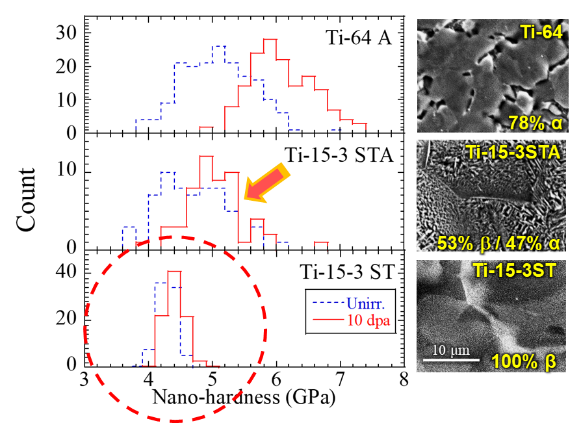 Ti-64 A
30
20
10
0
Ti-15-3 STA
10
0
Ti-15-3 ST
40
20
0
Unirr.
10 dpa
3 4 5 6 7 8
Nano-hardness (GPa)
Count
Ti-64
78% α
Ti-15-3STA
53% β / 47% α
Ti-15-3ST
10 μm
100% β